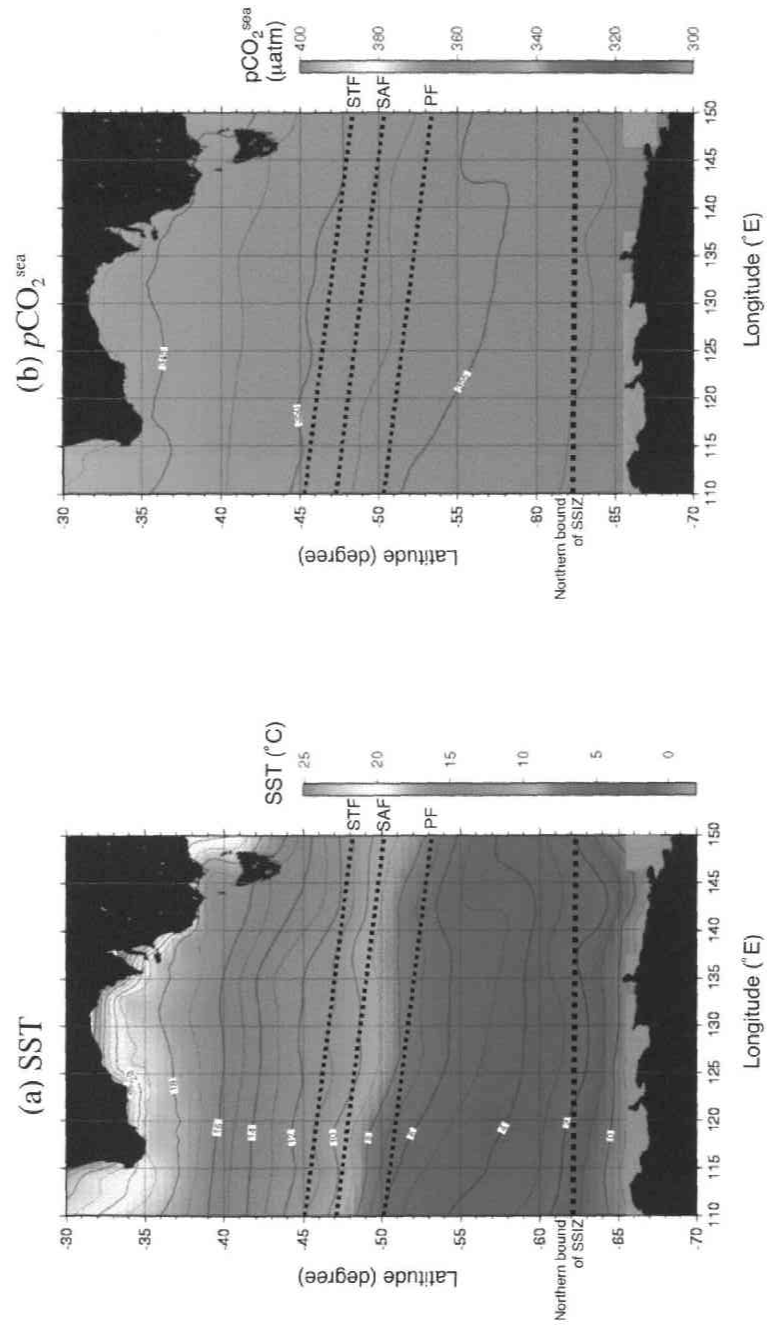 (a) SST
SST (°C)
25
20
15
10
5
0
-30
-35
-40
-45
-50
-55
-60
-65
-70
Latitude (degree)
STF
SAF
PF
Northern bound
of SSIZ
110
115
120
125
130
135
140
145
150
Longitude (°E)
(b) pCO₂ˢᵉᵃ
pCO₂ˢᵉᵃ
(µatm)
400
380
360
340
320
300
-30
-35
-40
-45
-50
-55
-60
-65
-70
Latitude (degree)
STF
SAF
PF
Northern bound
of SSIZ
110
115
120
125
130
135
140
145
150
Longitude (°E)